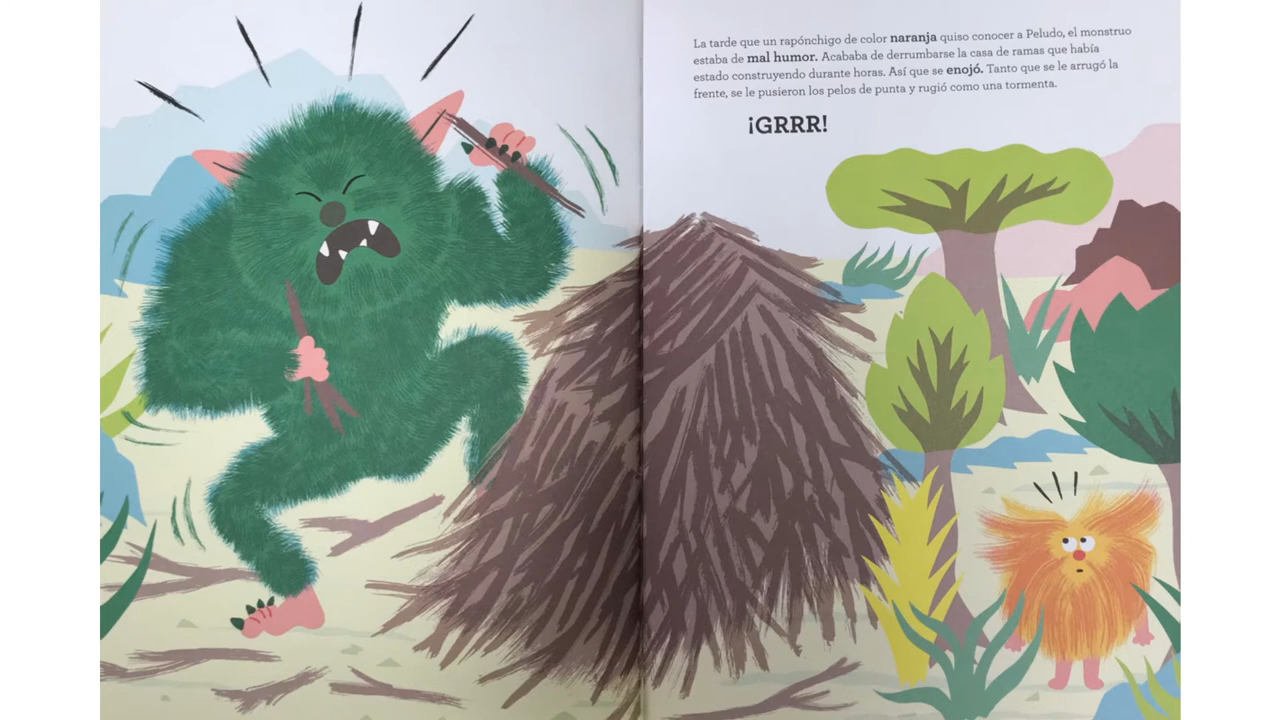 La tarde que un rapónchigo de color naranja quiso conocer a Peludo, el monstruo
estaba de mal humor. Acababa de derrumbarse la casa de ramas que había
estado construyendo durante horas. Así que se enojó. Tanto que se le arrugó la
frente, se le pusieron los pelos de punta y rugió como una tormenta.
¡GRRR!